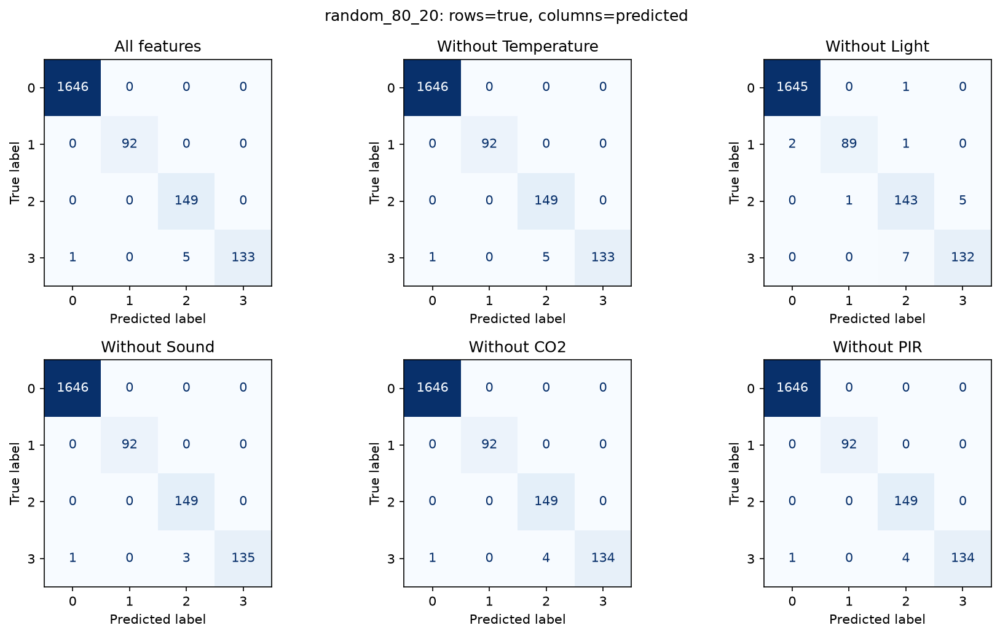 random_80_20: rows=true, columns=predicted
All features
True label
0 1646 0 0 0
1 0 92 0 0
2 0 0 149 0
3 1 0 5 133
0 1 2 3
Predicted label
Without Temperature
True label
0 1646 0 0 0
1 0 92 0 0
2 0 0 149 0
3 1 0 5 133
0 1 2 3
Predicted label
Without Light
True label
0 1645 0 1 0
1 2 89 1 0
2 0 1 143 5
3 0 0 7 132
0 1 2 3
Predicted label
Without Sound
True label
0 1646 0 0 0
1 0 92 0 0
2 0 0 149 0
3 1 0 3 135
0 1 2 3
Predicted label
Without CO2
True label
0 1646 0 0 0
1 0 92 0 0
2 0 0 149 0
3 1 0 4 134
0 1 2 3
Predicted label
Without PIR
True label
0 1646 0 0 0
1 0 92 0 0
2 0 0 149 0
3 1 0 4 134
0 1 2 3
Predicted label